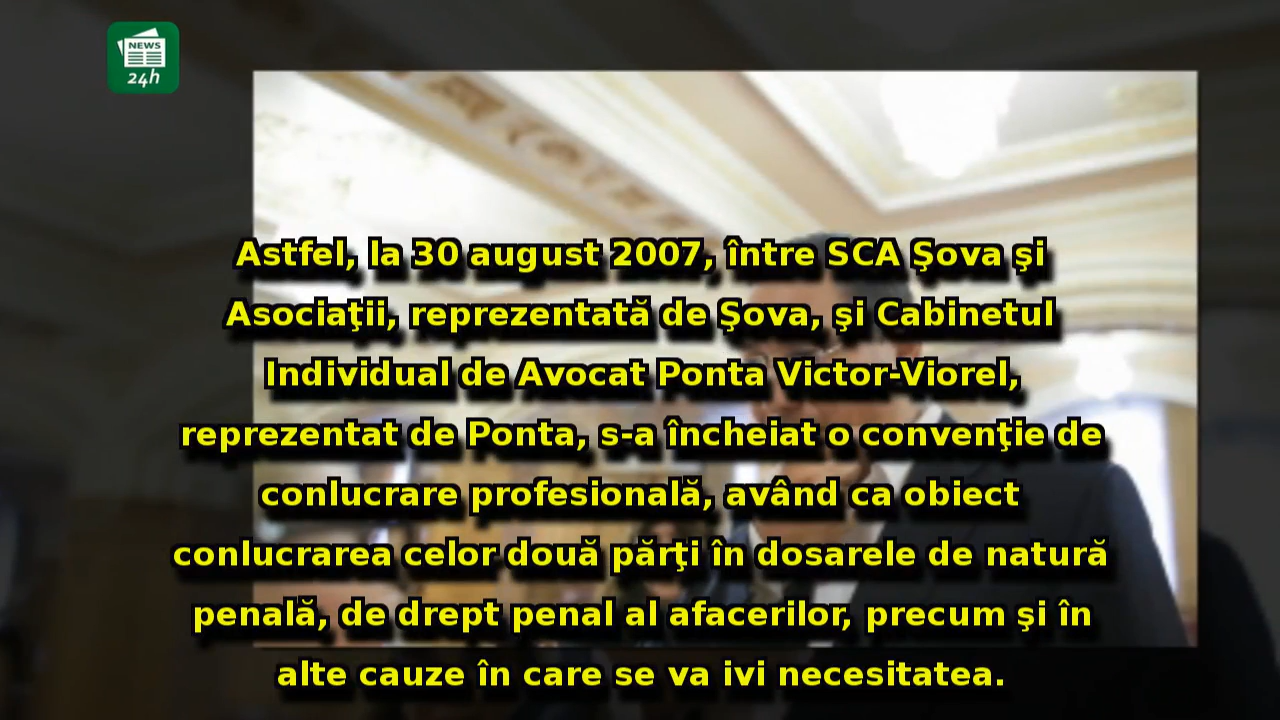 NEWS
24h
Astfel, la 30 august 2007, între SCA Şova şi
Asociaţii, reprezentată de Şova, şi Cabinetul
Individual de Avocat Ponta Victor-Viorel,
reprezentat de Ponta, s-a încheiat o convenţie de
conlucrare profesională, având ca obiect
conlucrarea celor două părţi în dosarele de natură
penală, de drept penal al afacerilor, precum şi în
alte cauze în care se va ivi necesitatea.